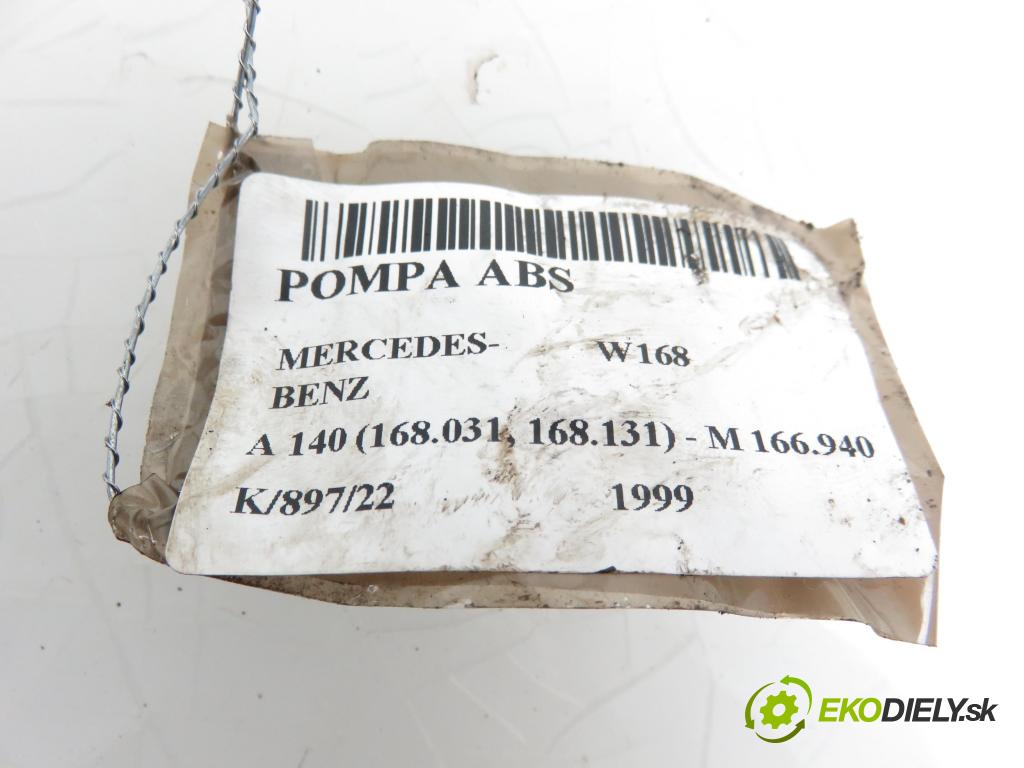 POMPA ABS
MERCEDES- W168
BENZ
A 140 (168.031, 168.131) - M 166.940
K/897/22 1999
EKODIELY.sk